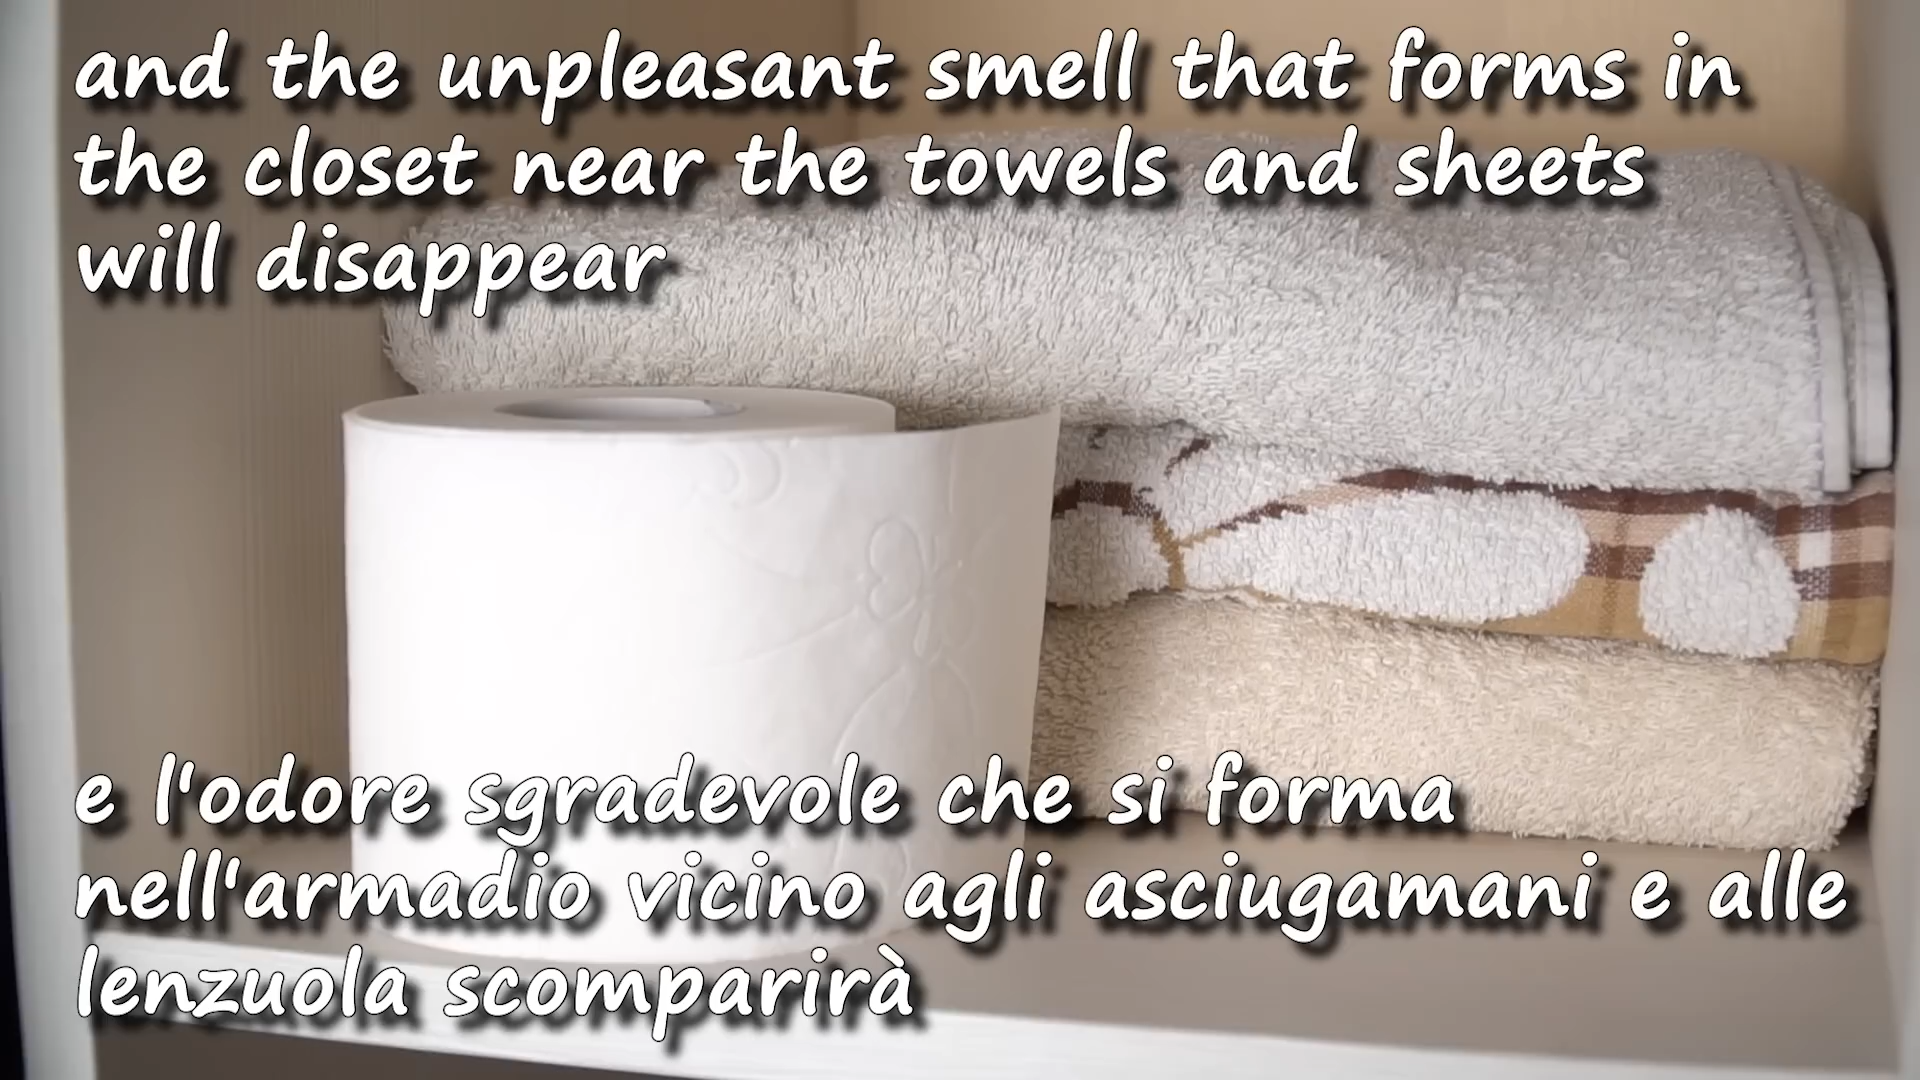 and the unpleasant smell that forms in
the closet near the towels and sheets
will disappear
e l'odore sgradevole che si forma
nell'armadio vicino agli asciugamani e alle
lenzuola scomparirà